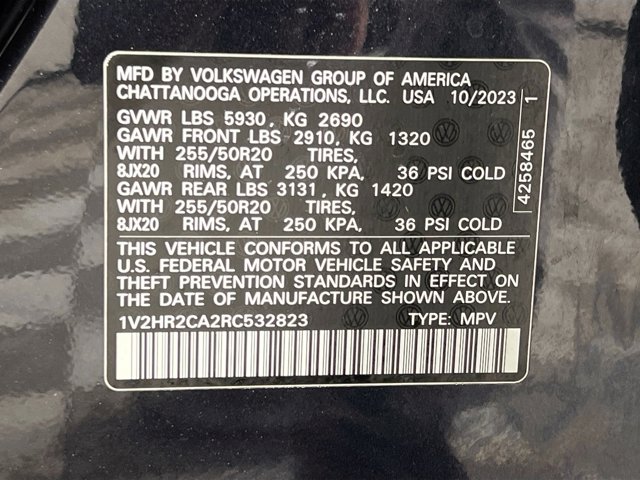 MFD BY VOLKSWAGEN GROUP OF AMERICA
CHATTANOOGA OPERATIONS, LLC. USA 10/2023
GVWR LBS 5930, KG 2690
GAWR FRONT LBS 2910, KG 1320
WITH 255/50R20 TIRES,
8JX20 RIMS, AT 250 KPA, 36 PSI COLD
GAWR REAR LBS 3131, KG 1420
WITH 255/50R20 TIRES,
8JX20 RIMS, AT 250 KPA, 36 PSI COLD
THIS VEHICLE CONFORMS TO ALL APPLICABLE
U.S. FEDERAL MOTOR VEHICLE SAFETY AND
THEFT PREVENTION STANDARDS IN EFFECT ON
THE DATE OF MANUFACTURE SHOWN ABOVE.
1V2HR2CA2RC532823 TYPE: MPV
4258465 1